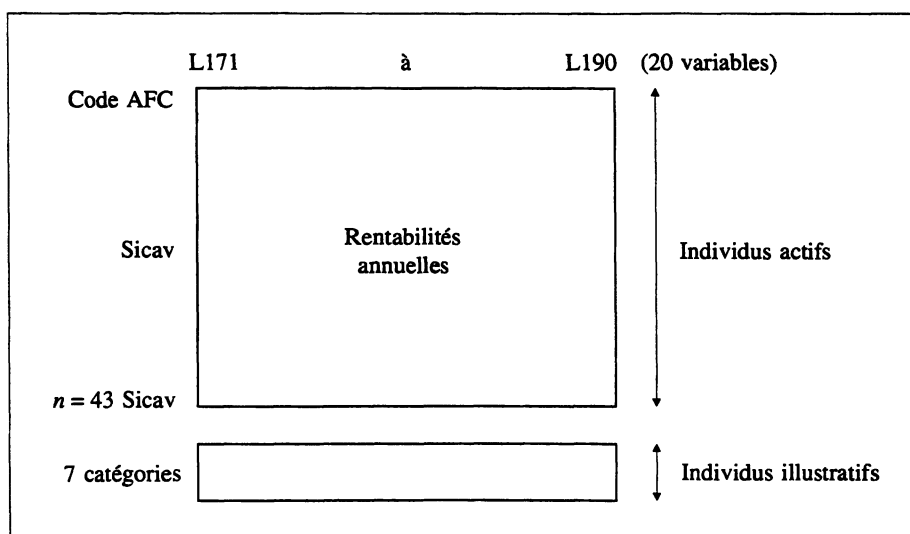 L171 à L190 (20 variables)
Code AFC
Rentabilités
annuelles
Sicav
Individus actifs
n = 43 Sicav
7 catégories
Individus illustratifs